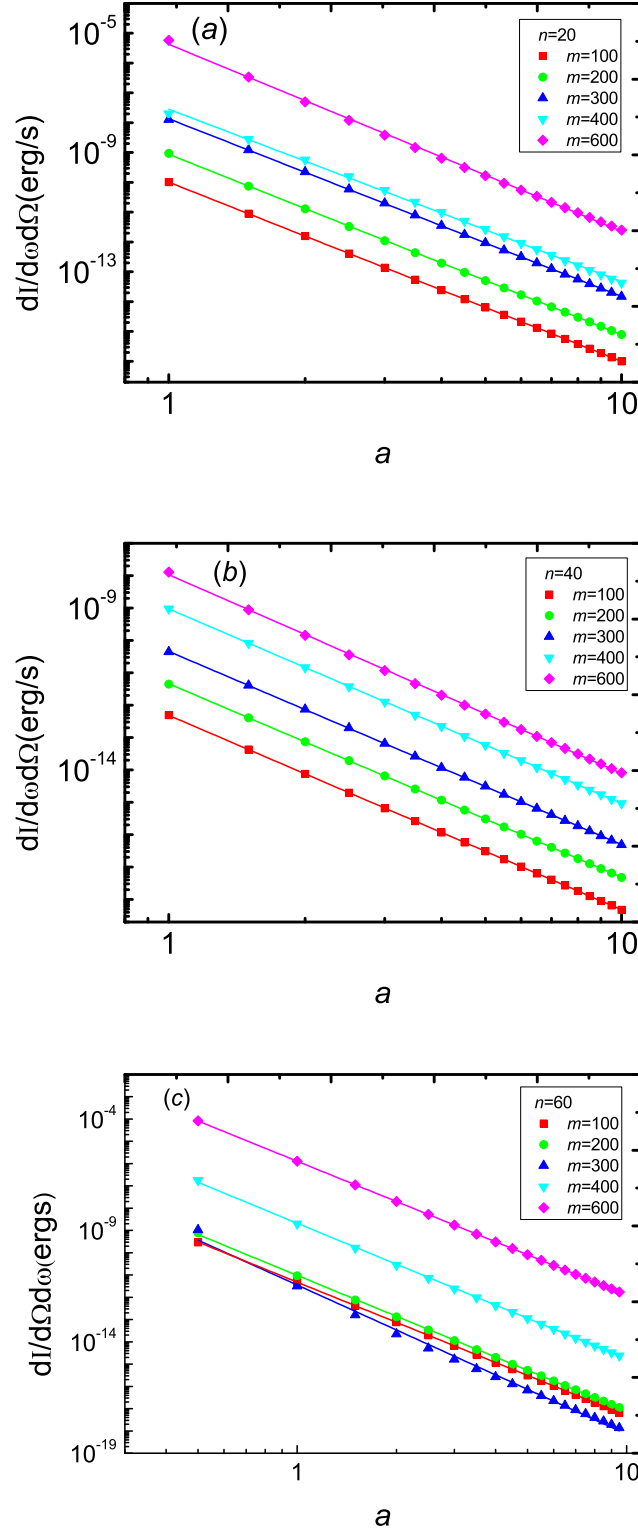 (a)
n=20
m=100
m=200
m=300
m=400
m=600
10⁻⁵
10⁻⁹
10⁻¹³
dI/dωdΩ(erg/s)
1
10
a
(b)
n=40
m=100
m=200
m=300
m=400
m=600
10⁻⁹
10⁻¹⁴
dI/dωdΩ(erg/s)
1
10
a
(c)
n=60
m=100
m=200
m=300
m=400
m=600
10⁻⁴
10⁻⁹
10⁻¹⁴
10⁻¹⁹
dI/dΩdω(ergs)
1
10
a